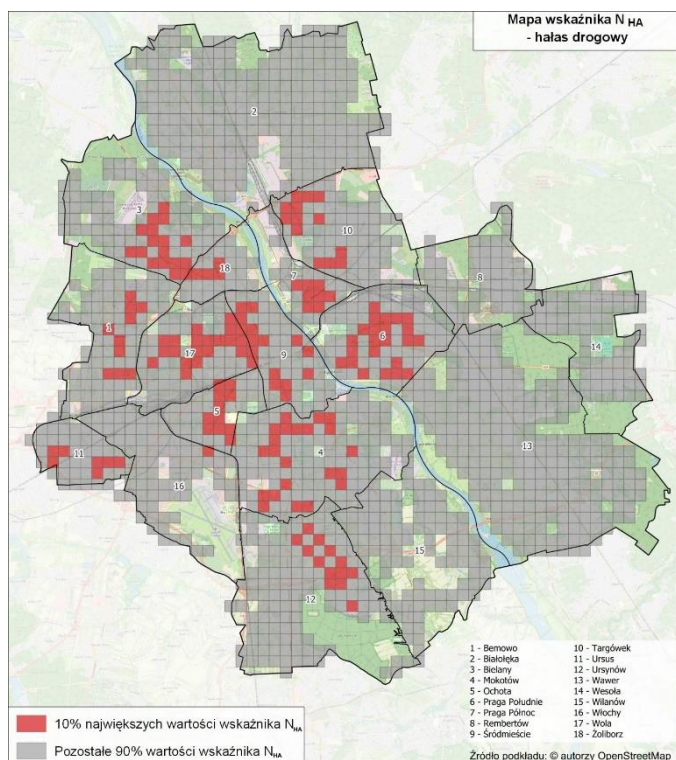 Mapa wskaźnika N HA
- hałas drogowy
2
3
10
18
7
8
1
17
9
6
14
5
4
11
13
16
15
12
1 - Bemowo
2 - Białołęka
3 - Bielany
4 - Mokotów
5 - Ochota
6 - Praga Południe
7 - Praga Północ
8 - Rembertów
9 - Śródmieście
10 - Targówek
11 - Ursus
12 - Ursynów
13 - Wawer
14 - Wesoła
15 - Wilanów
16 - Włochy
17 - Wola
18 - Żoliborz
10% największych wartości wskaźnika NHA
Pozostałe 90% wartości wskaźnika NHA
Źródło podkładu: © autorzy OpenStreetMap